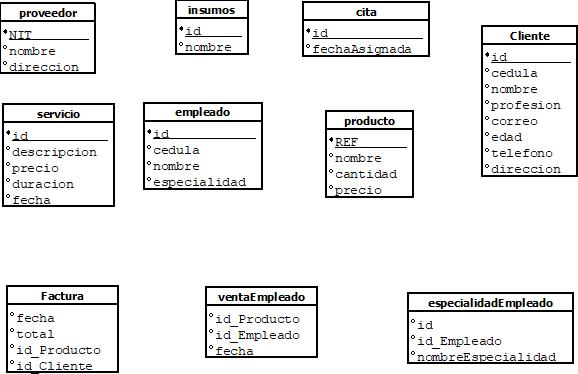 proveedor
NIT
nombre
direccion
insumos
id
nombre
cita
id
fechaAsignada
Cliente
id
cedula
nombre
profesion
correo
edad
telefono
direccion
servicio
id
descripcion
precio
duracion
fecha
empleado
id
cedula
nombre
especialidad
producto
REF
nombre
cantidad
precio
Factura
fecha
total
id_Producto
id_Cliente
ventaEmpleado
id_Producto
id_Empleado
fecha
especialidadEmpleado
id
id_Empleado
nombreEspecialidad